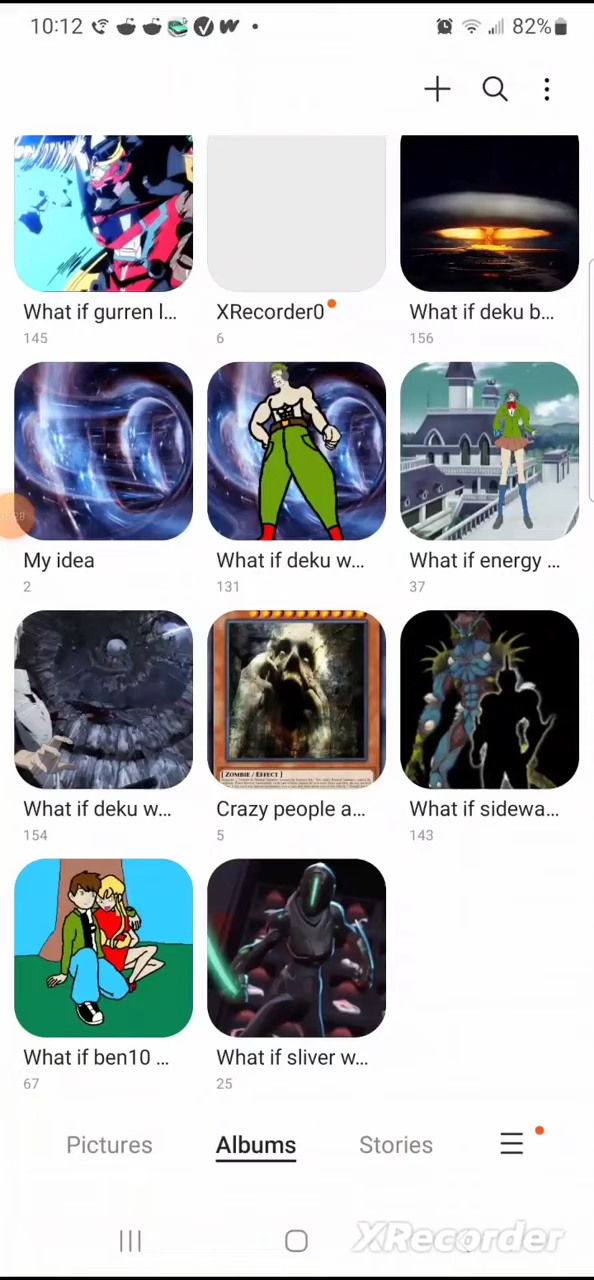 10:12 82%
What if gurren l... XRecorder0 What if deku b...
145 6 156
My idea What if deku w... What if energy ...
2 131 37
[ZOMBIE / EFFECT]
What if deku w... Crazy people a... What if sidewa...
154 5 143
What if ben10 ... What if sliver w...
67 25
Pictures Albums Stories
XRecorder